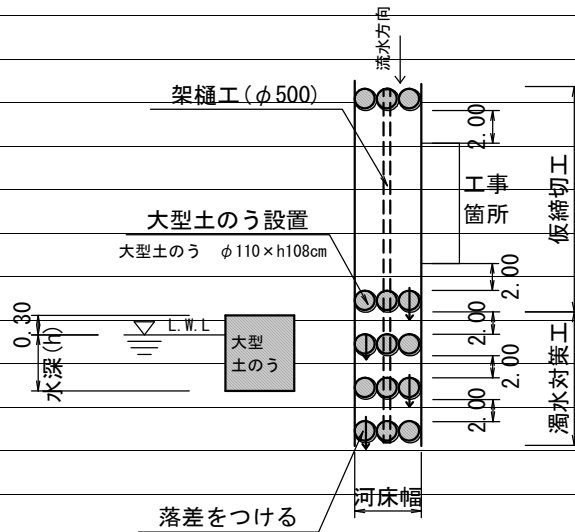 流水方向
架樋工(φ500)
2.00
工事
箇所
仮締切工
大型土のう設置
大型土のう φ110×h108cm
2.00
0.30
L.W.L
水深(h)
大型
土のう
2.00
2.00
2.00
濁水対策工
河床幅
落差をつける